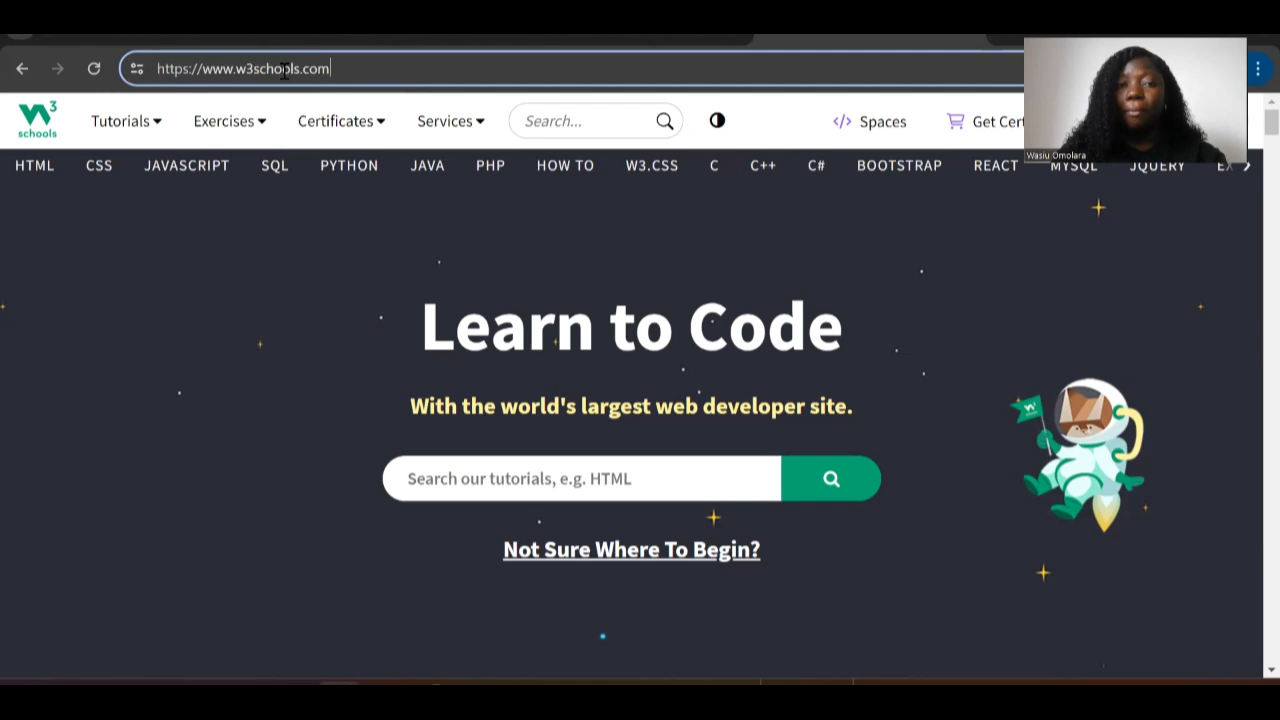 https://www.w3schools.com
W3
schools
Tutorials
Exercises
Certificates
Services
Search...
Spaces
Get Cert
Wasiu Omolara
HTML
CSS
JAVASCRIPT
SQL
PYTHON
JAVA
PHP
HOW TO
W3.CSS
C
C++
C#
BOOTSTRAP
REACT
MYSQL
JQUERY
EX
Learn to Code
With the world's largest web developer site.
Search our tutorials, e.g. HTML
Not Sure Where To Begin?